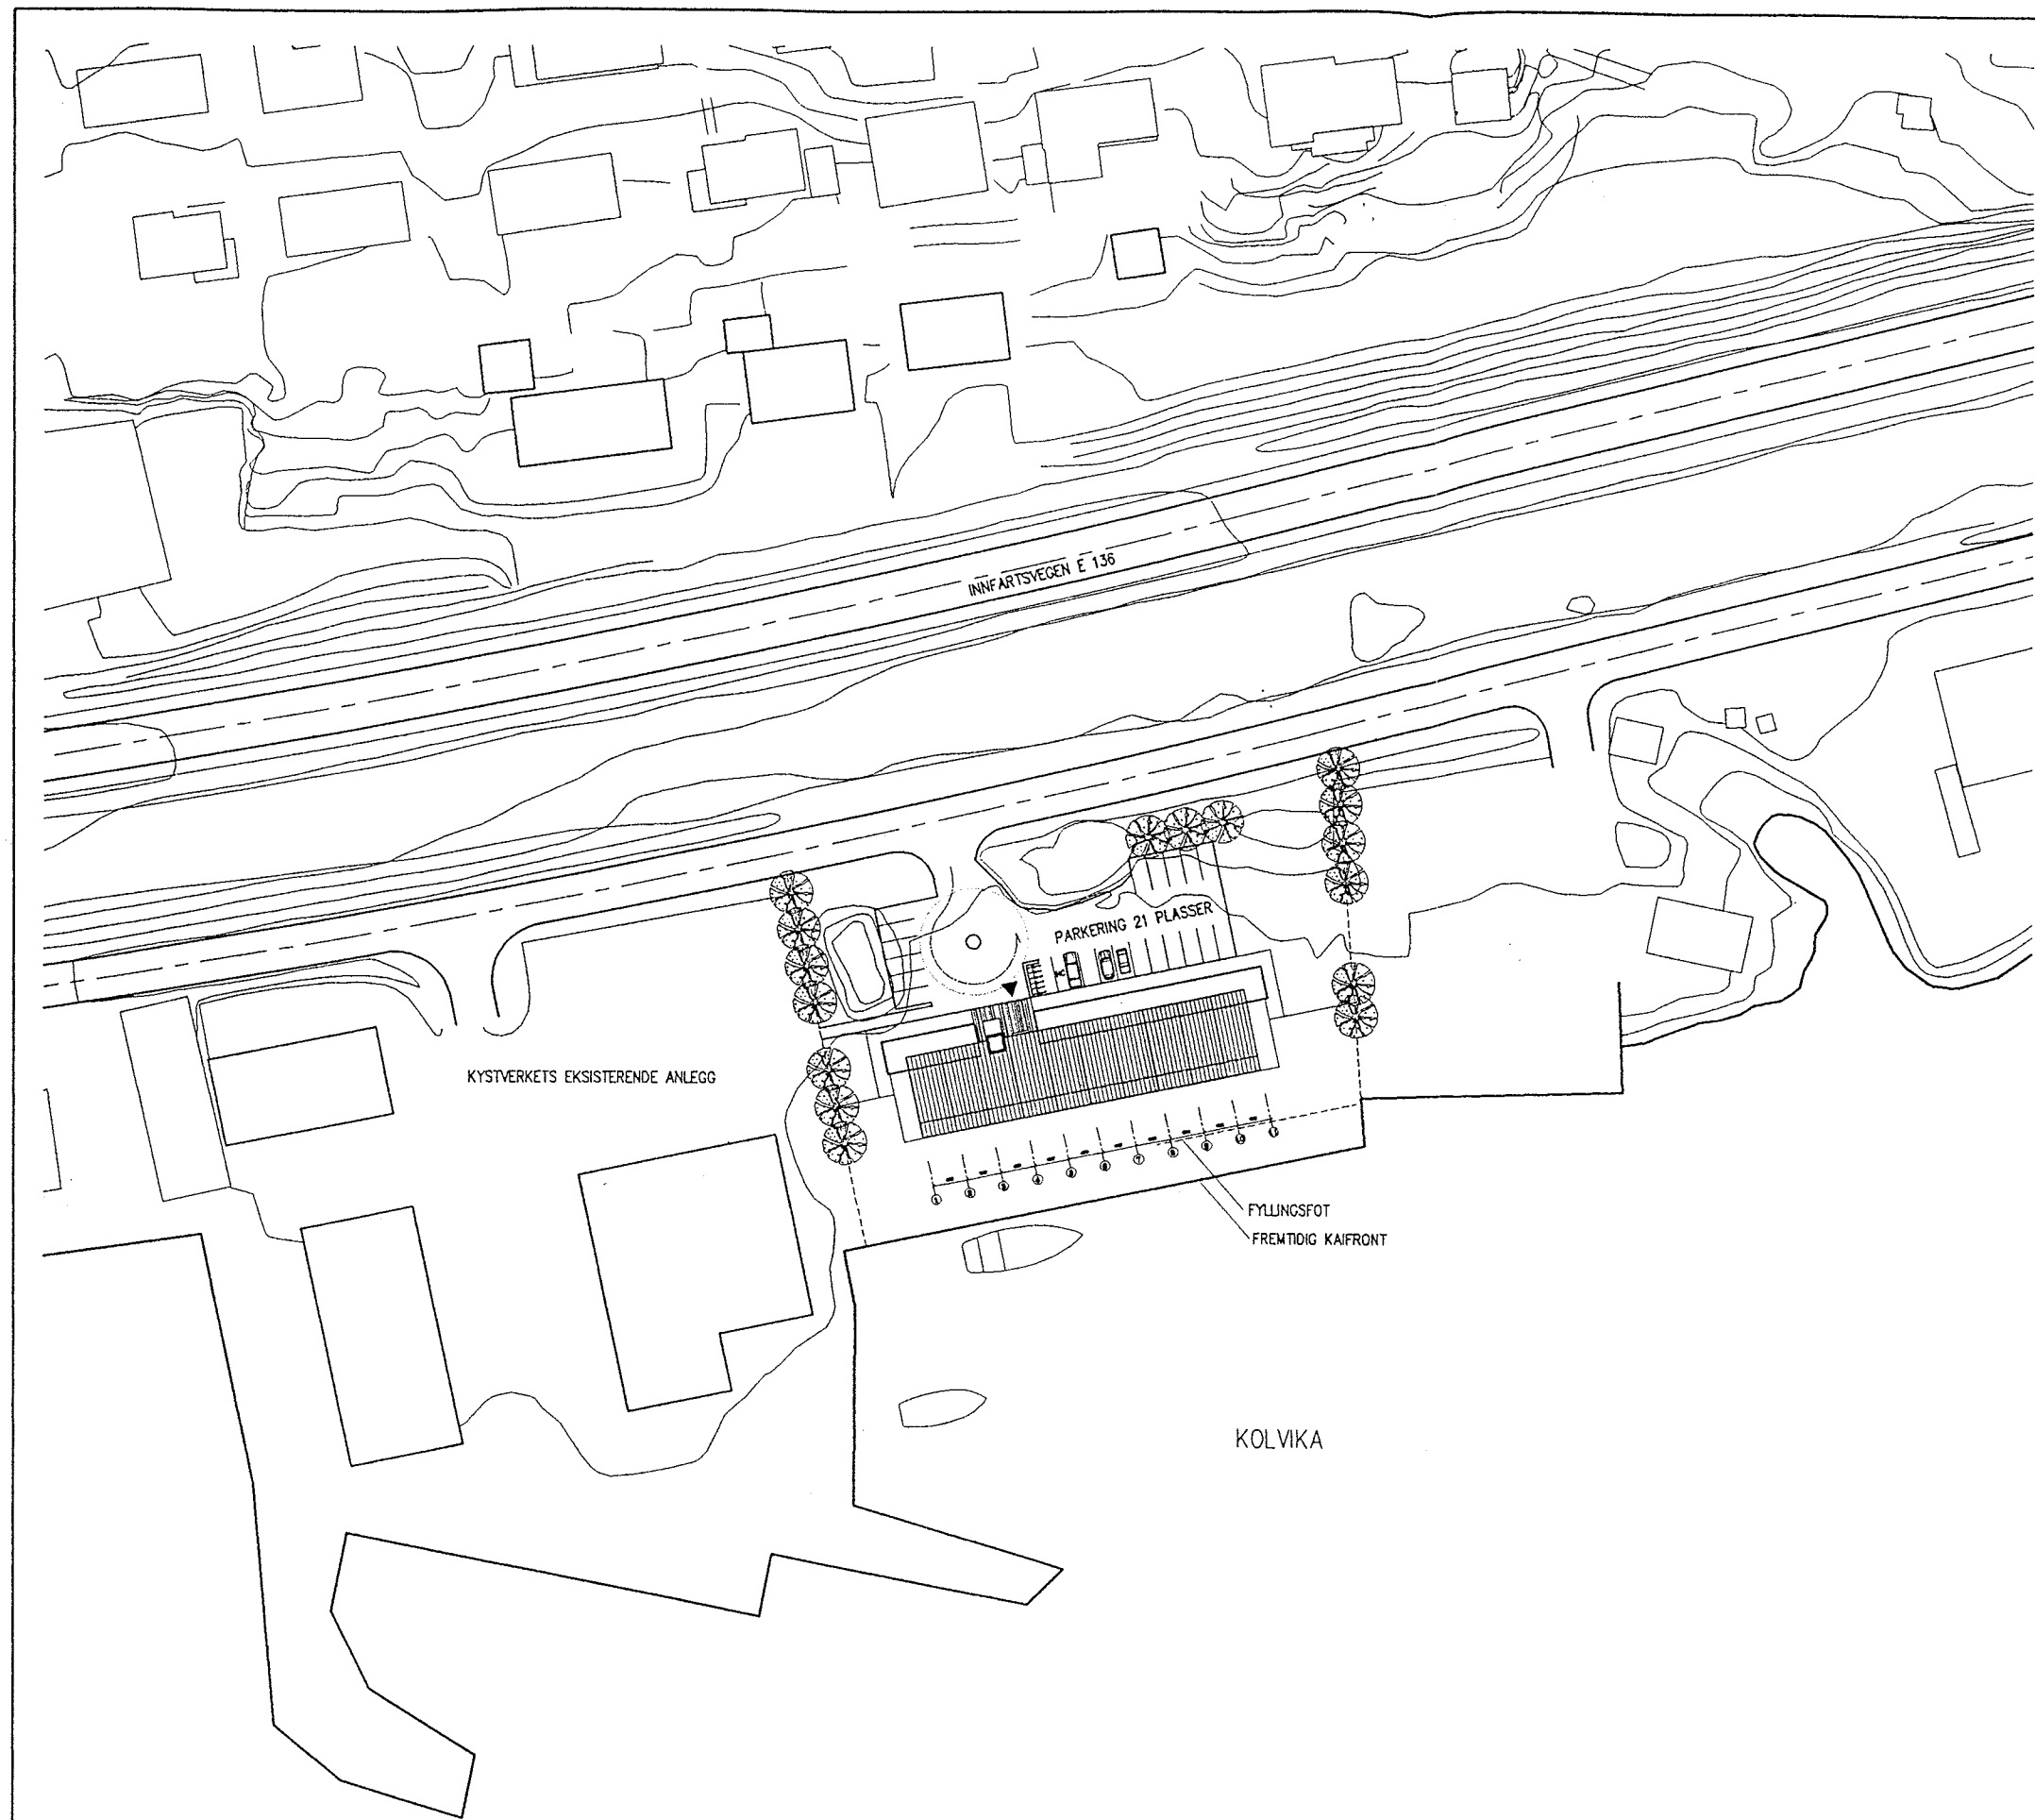 INNFARTSVEGEN E 136
PARKERING 21 PLASSER
KYSTVERKETS EKSISTERENDE ANLEGG
FYLLINGSFOT
FREMTIDIG KAIFRONT
KOLVIKA